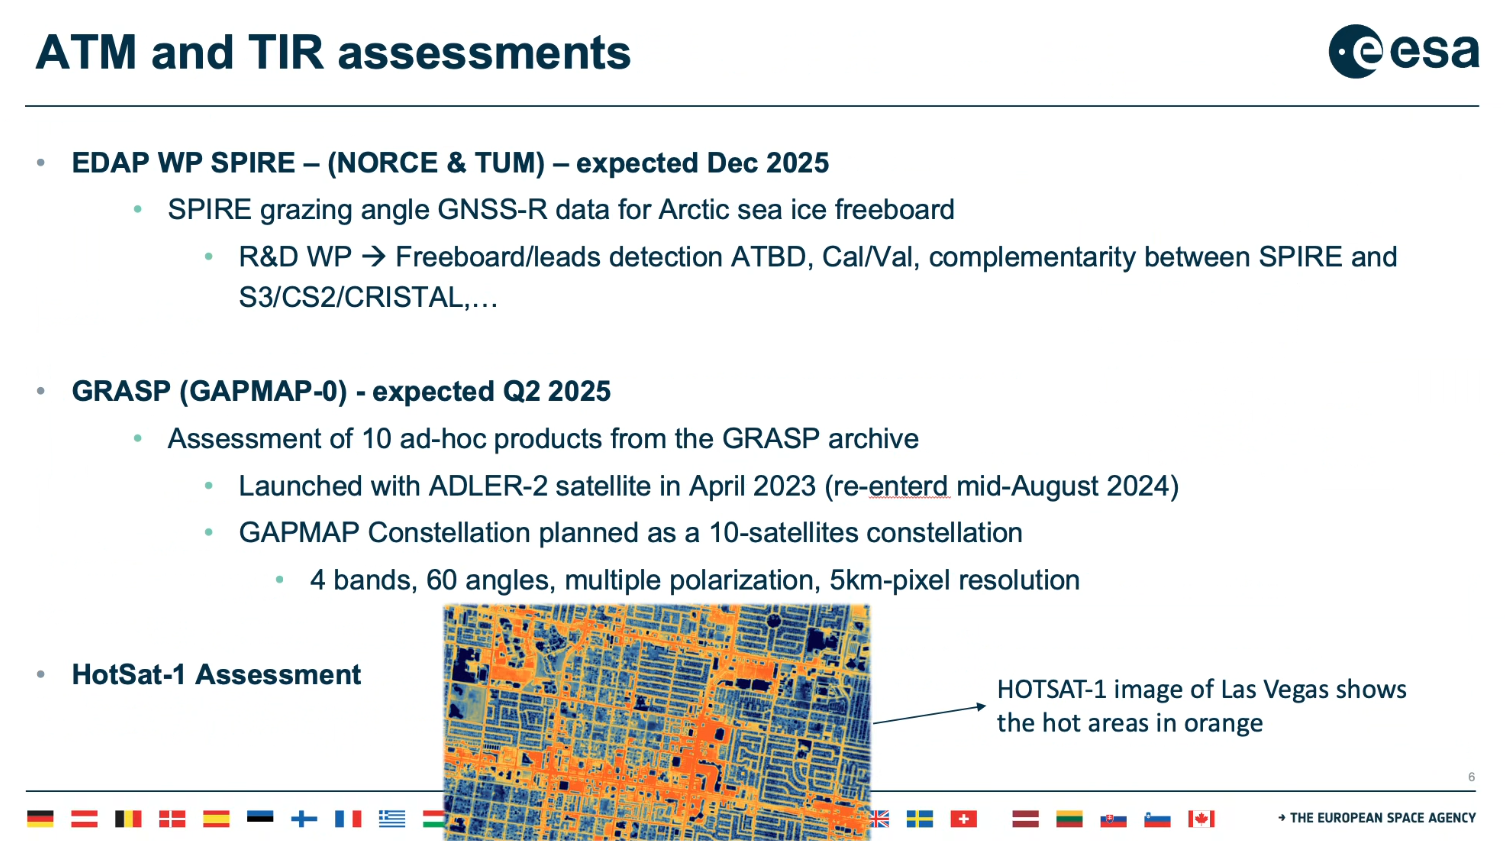 ATM and TIR assessments
esa
• EDAP WP SPIRE – (NORCE & TUM) – expected Dec 2025
• SPIRE grazing angle GNSS-R data for Arctic sea ice freeboard
• R&D WP → Freeboard/leads detection ATBD, Cal/Val, complementarity between SPIRE and
S3/CS2/CRISTAL,…
• GRASP (GAPMAP-0) - expected Q2 2025
• Assessment of 10 ad-hoc products from the GRASP archive
• Launched with ADLER-2 satellite in April 2023 (re-enterd mid-August 2024)
• GAPMAP Constellation planned as a 10-satellites constellation
• 4 bands, 60 angles, multiple polarization, 5km-pixel resolution
• HotSat-1 Assessment
HOTSAT-1 image of Las Vegas shows
the hot areas in orange
6
→ THE EUROPEAN SPACE AGENCY